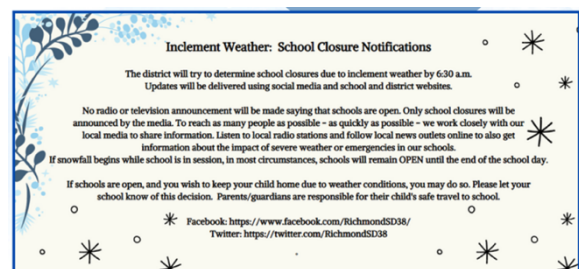 Inclement Weather: School Closure Notifications
The district will try to determine school closures due to inclement weather by 6:30 a.m.
Updates will be delivered using social media and school and district websites.
No radio or television announcement will be made saying that schools are open. Only school closures will be
announced by the media. To reach as many people as possible - as quickly as possible - we work closely with our
local media to share information. Listen to local radio stations and follow local news outlets online to also get
information about the impact of severe weather or emergencies in our schools.
If snowfall begins while school is in session, in most circumstances, schools will remain OPEN until the end of the school day.
If schools are open, and you wish to keep your child home due to weather conditions, you may do so. Please let your
school know of this decision. Parents/guardians are responsible for their child's safe travel to school.
Facebook: https://www.facebook.com/RichmondSD38/
Twitter: https://twitter.com/RichmondSD38